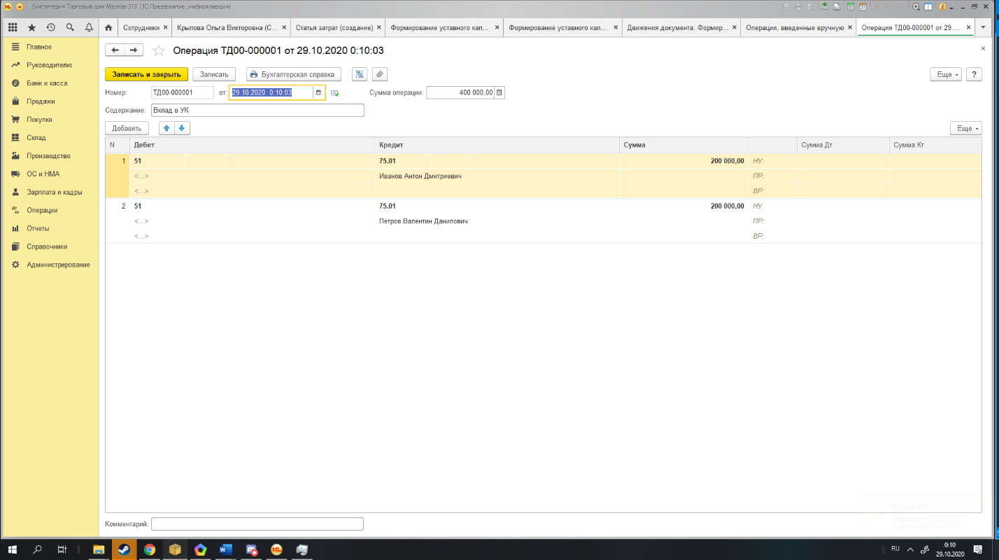 Бухгалтерия Торговый дом Маслов-318 (1С:Предприятие, учебная версия)
Сотрудники
Крылова Ольга Викторовна (С...
Статья затрат (создание)
Формирование уставного кап...
Формирование уставного кап...
Движения документа: Формир...
Операции, введенные вручную
Операция ТД00-000001 от 29....
Главное
Руководителю
Банк и касса
Продажи
Покупки
Склад
Производство
ОС и НМА
Зарплата и кадры
Операции
Отчеты
Справочники
Администрирование
Операция ТД00-000001 от 29.10.2020 0:10:03
Записать и закрыть Записать Бухгалтерская справка Еще ?
Номер: ТД00-000001 от: 29.10.2020 0:10:03 Сумма операции: 400 000,00
Содержание: Вклад в УК
Добавить Еще
N Дебет Кредит Сумма Сумма Дт Сумма Кт
1 51 75.01 200 000,00 НУ:
<...> Иванов Антон Дмитриевич ПР:
<...> ВР:
2 51 75.01 200 000,00 НУ:
<...> Петров Валентин Данилович ПР:
<...> ВР:
Комментарий:
RU
0:10
29.10.2020